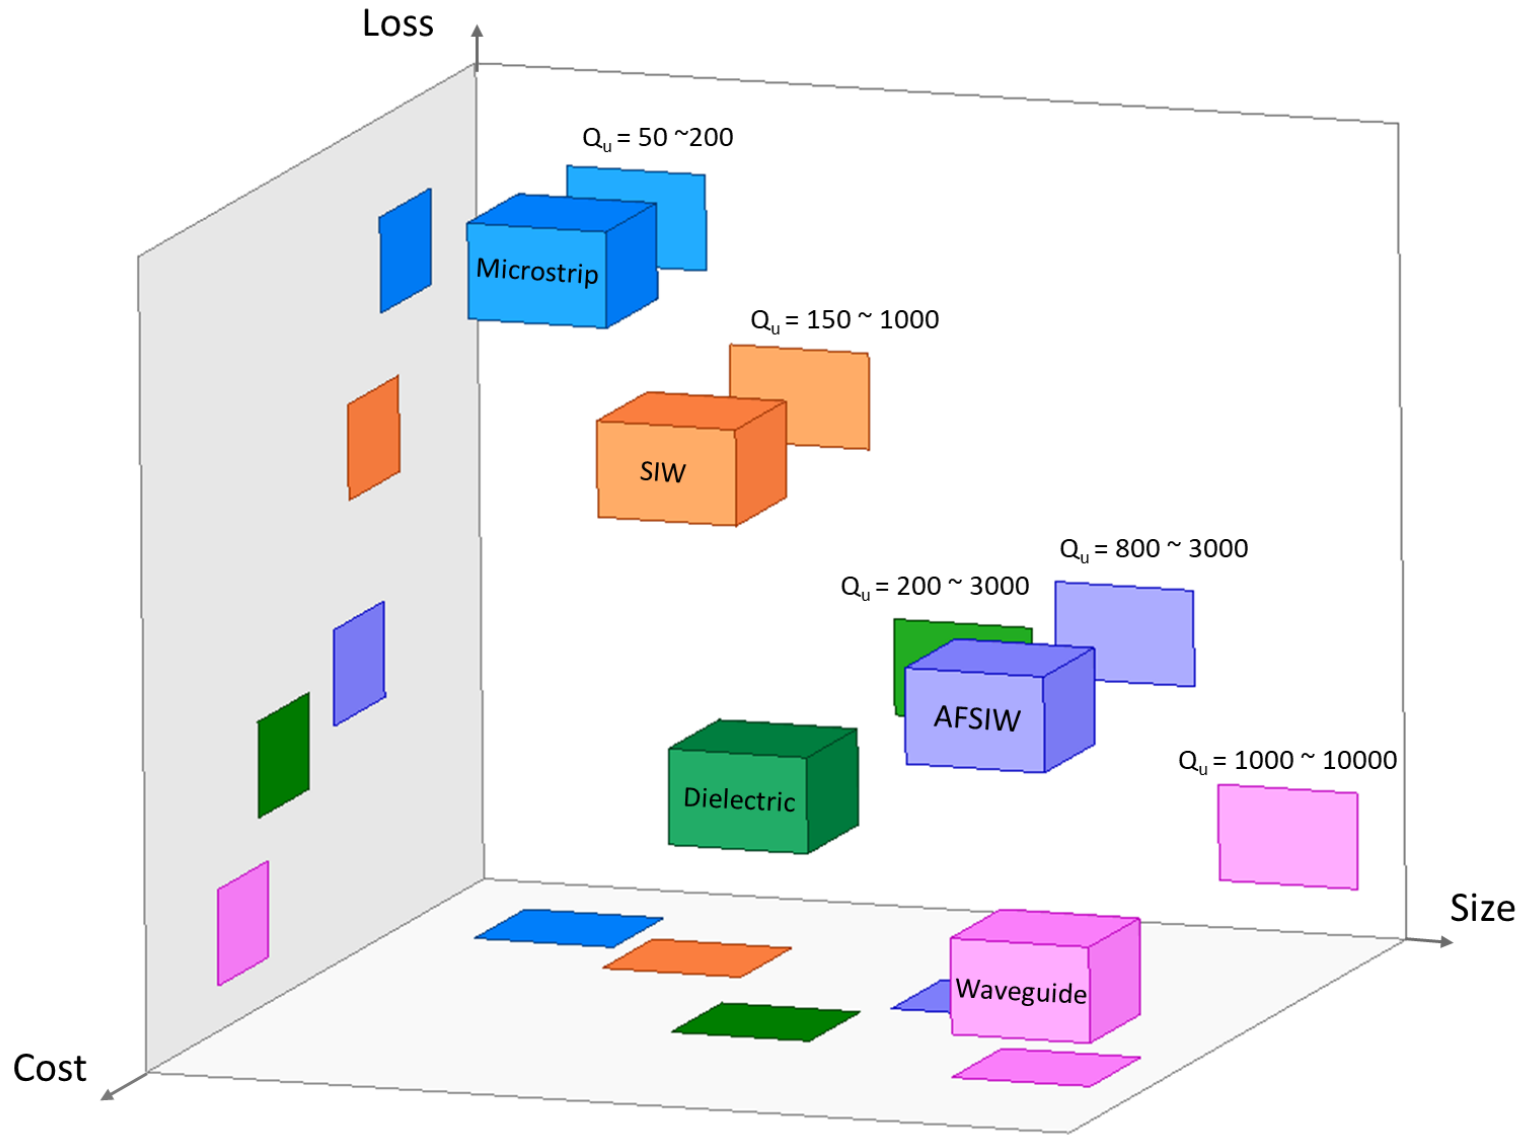 Loss
Qu = 50 ~200
Microstrip
Qu = 150 ~ 1000
SIW
Qu = 800 ~ 3000
Qu = 200 ~ 3000
AFSIW
Qu = 1000 ~ 10000
Dielectric
Size
Waveguide
Cost